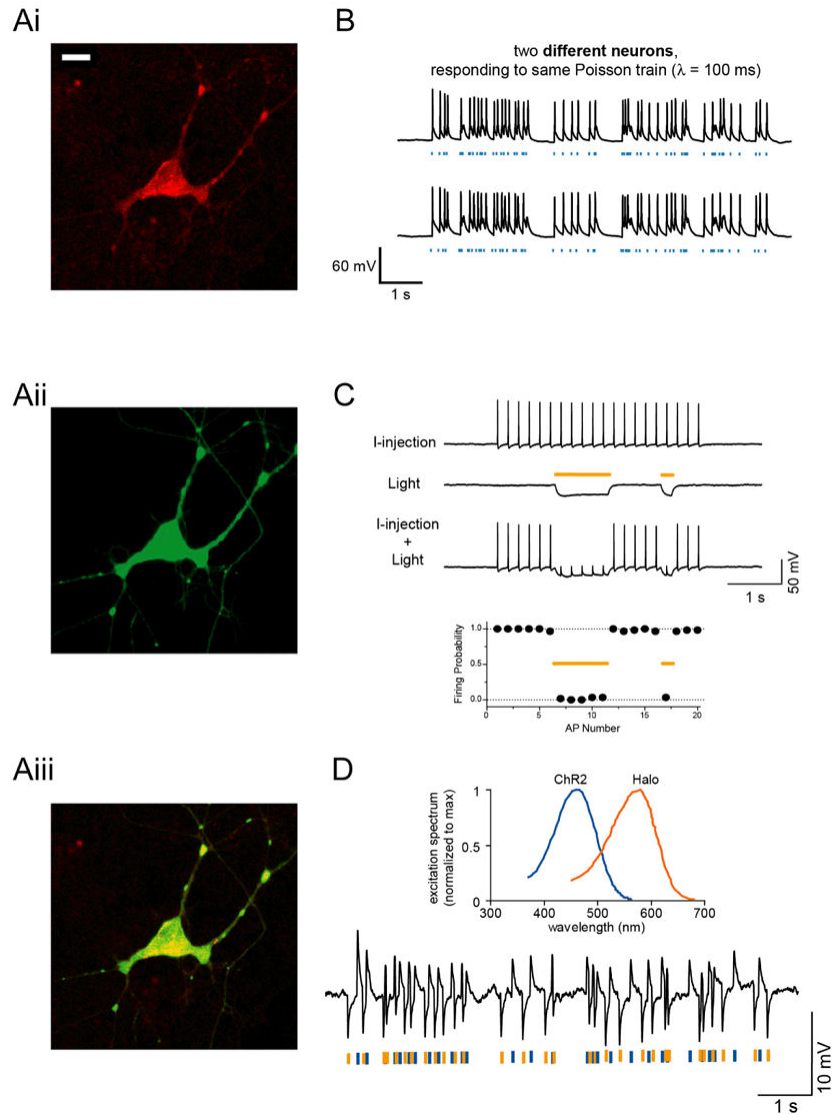 Ai
B
two different neurons,
responding to same Poisson train (λ = 100 ms)
60 mV
1 s
Aii
C
I-injection
Light
I-injection
+
Light
50 mV
1 s
Firing Probability
1.0
0.5
0.0
0 5 10 15 20
AP Number
Aiii
D
ChR2 Halo
excitation spectrum
(normalized to max)
1
0.5
0
300 400 500 600 700
wavelength (nm)
10 mV
1 s